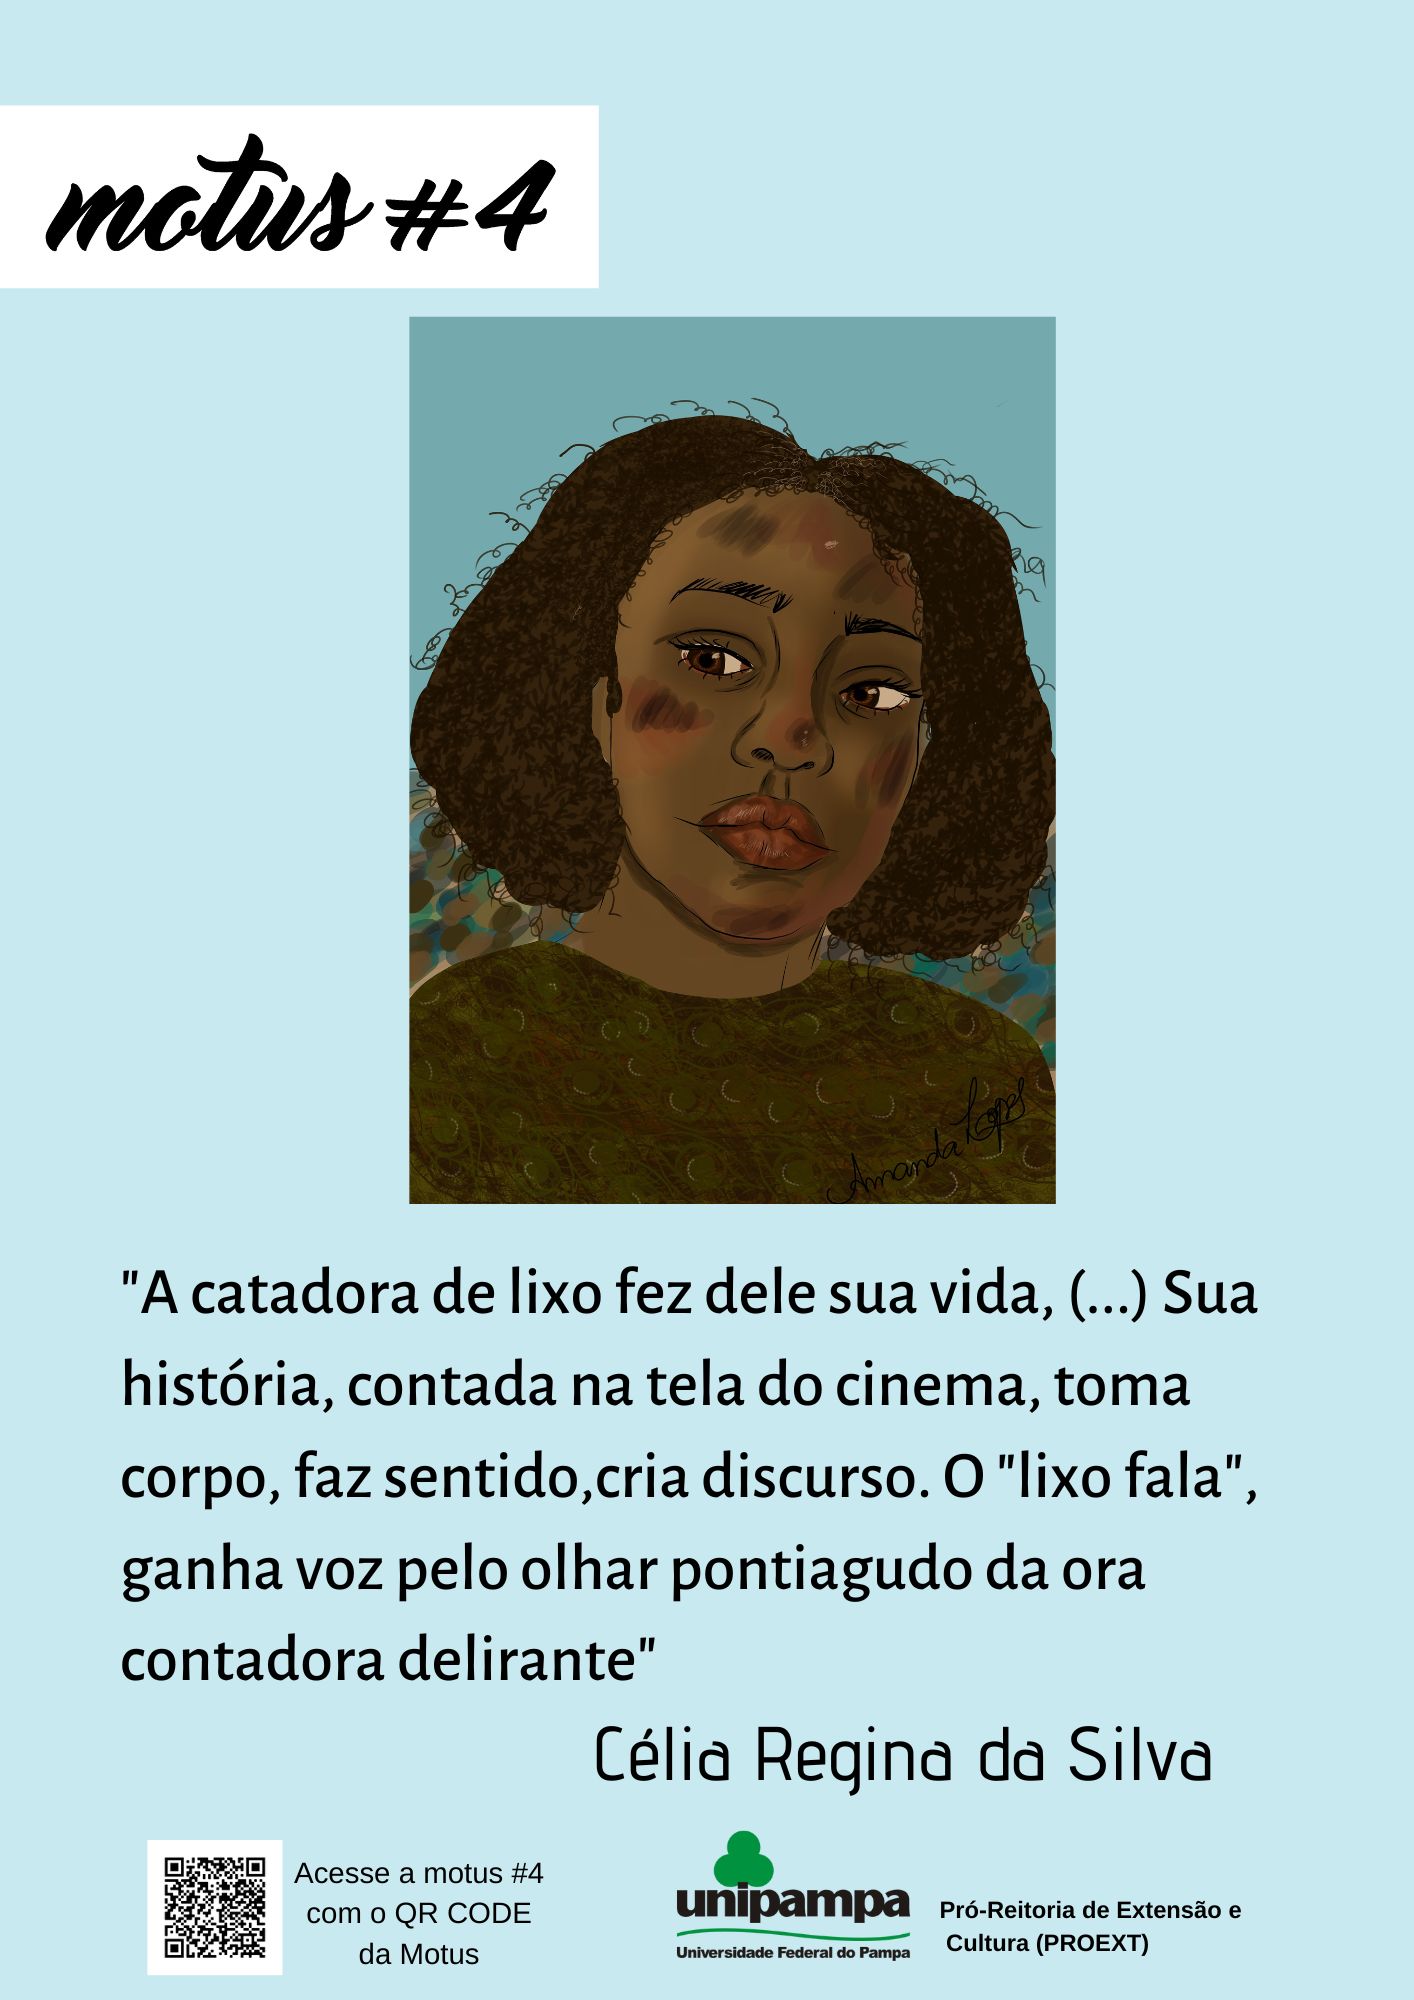 motus #4
Amanda Lopes
"A catadora de lixo fez dele sua vida, (...) Sua
história, contada na tela do cinema, toma
corpo, faz sentido,cria discurso. O "lixo fala",
ganha voz pelo olhar pontiagudo da ora
contadora delirante"
Célia Regina da Silva
Acesse a motus #4
com o QR CODE
da Motus
unipampa
Universidade Federal do Pampa
Pró-Reitoria de Extensão e
Cultura (PROEXT)